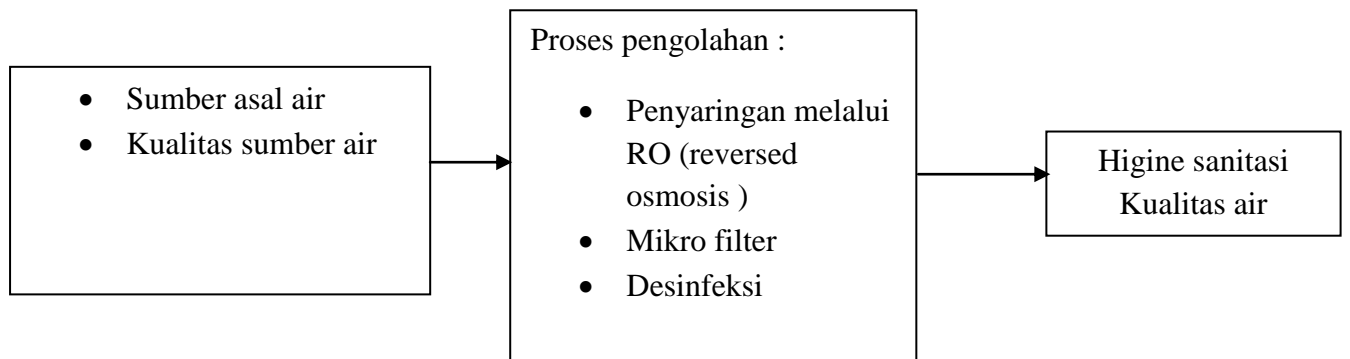 • Sumber asal air
• Kualitas sumber air
Proses pengolahan :
• Penyaringan melalui
RO (reversed
osmosis )
• Mikro filter
• Desinfeksi
Higine sanitasi
Kualitas air